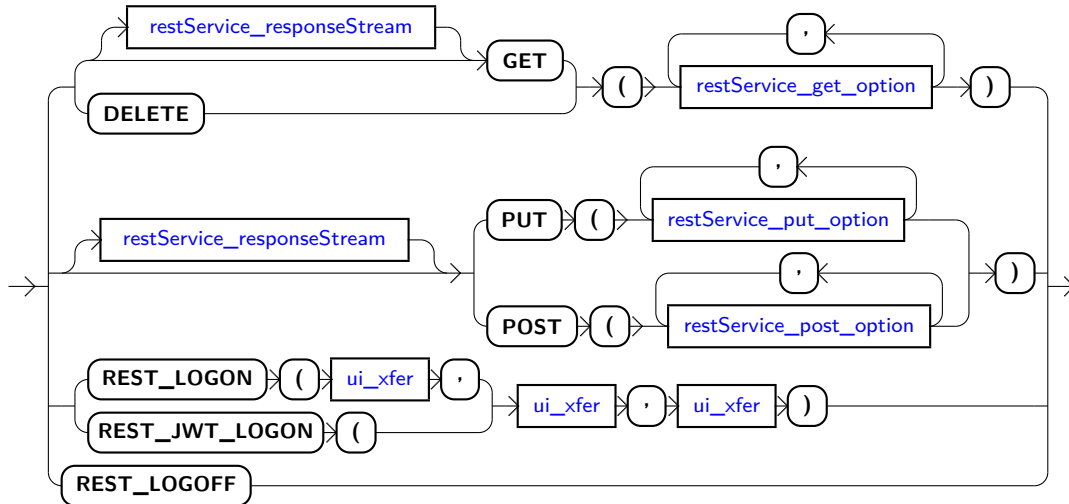 restService_responseStream
GET
,
( restService_get_option )
DELETE
,
restService_responseStream PUT ( restService_put_option
)
,
POST ( restService_post_option
REST_LOGON ( ui_xfer ,
ui_xfer , ui_xfer )
REST_JWT_LOGON (
REST_LOGOFF